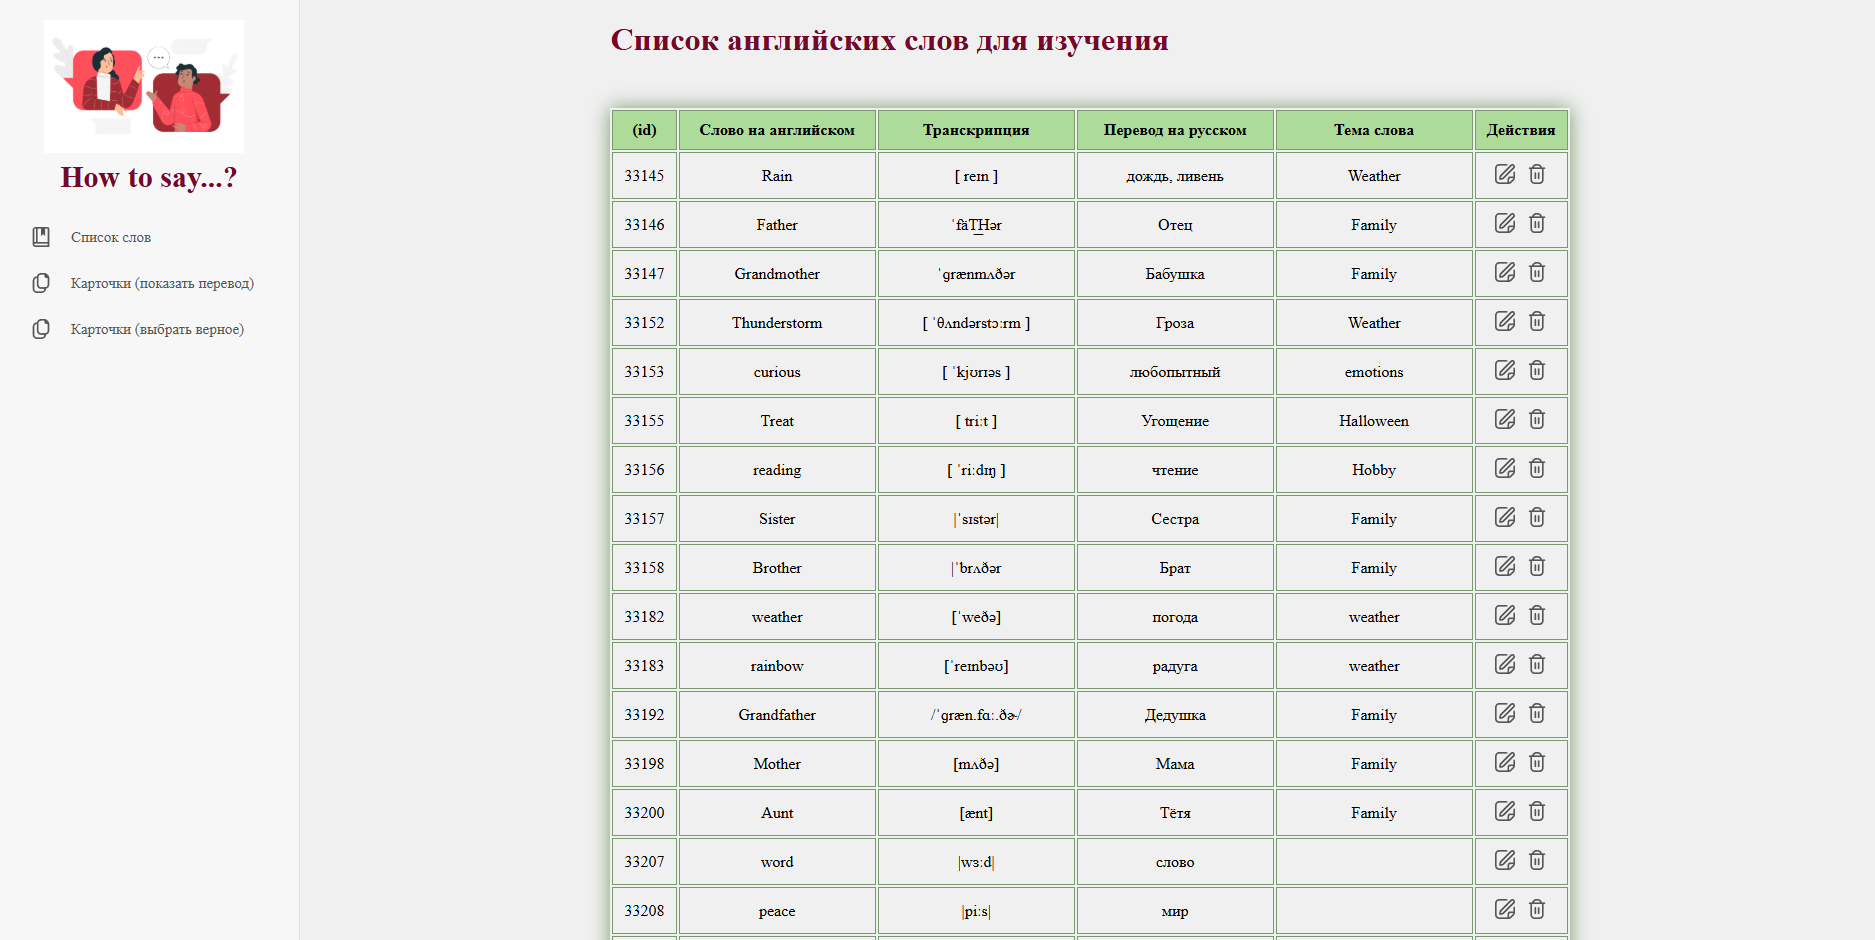 How to say...?
Список слов
Карточки (показать перевод)
Карточки (выбрать верное)
Список английских слов для изучения
(id) Слово на английском Транскрипция Перевод на русском Тема слова Действия
33145 Rain [ reɪn ] дождь, ливень Weather
33146 Father ˈfäT͟Hər Отец Family
33147 Grandmother ˈɡrænmʌðər Бабушка Family
33152 Thunderstorm [ ˈθʌndərstɔːrm ] Гроза Weather
33153 curious [ ˈkjʊrɪəs ] любопытный emotions
33155 Treat [ triːt ] Угощение Halloween
33156 reading [ ˈriːdɪŋ ] чтение Hobby
33157 Sister |ˈsɪstər| Сестра Family
33158 Brother |ˈbrʌðər Брат Family
33182 weather [ˈweðə] погода weather
33183 rainbow [ˈreɪnbəʊ] радуга weather
33192 Grandfather /ˈɡræn.fɑː.ðɚ/ Дедушка Family
33198 Mother [mʌðə] Мама Family
33200 Aunt [ænt] Тётя Family
33207 word |wɜːd| слово
33208 peace |piːs| мир